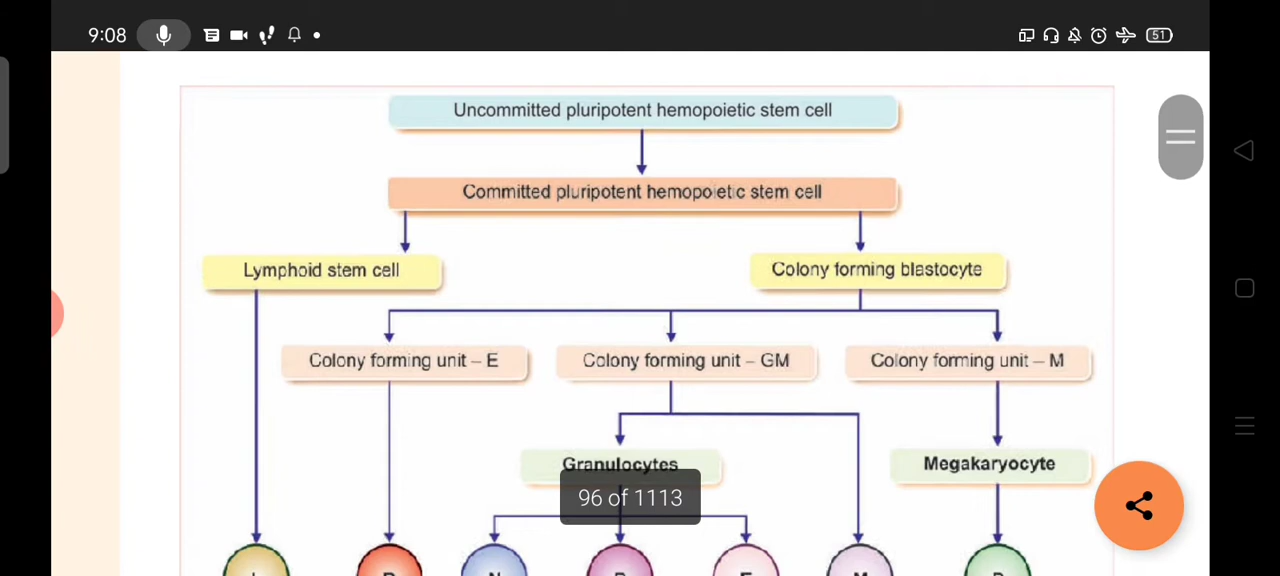 9:08
51
Uncommitted pluripotent hemopoietic stem cell
Committed pluripotent hemopoietic stem cell
Lymphoid stem cell
Colony forming blastocyte
Colony forming unit – E
Colony forming unit – GM
Colony forming unit – M
Granulocytes
Megakaryocyte
96 of 1113